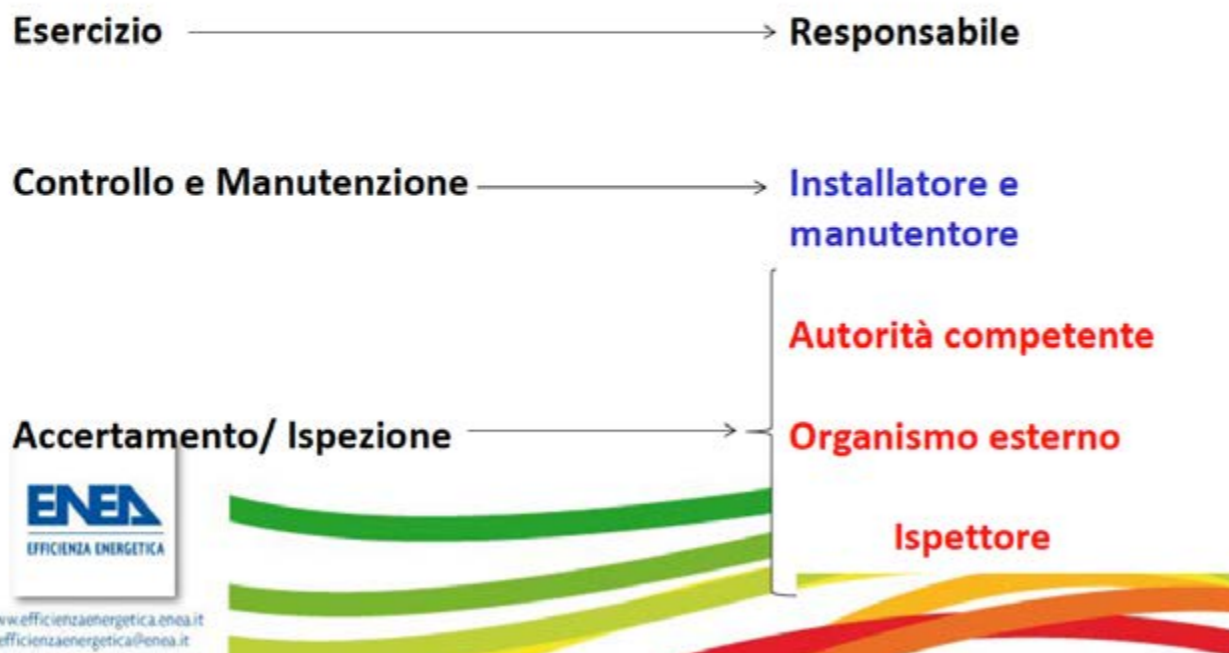 Esercizio
Responsabile
Controllo e Manutenzione
Installatore e
manutentore
Autorità competente
Accertamento/ Ispezione
Organismo esterno
Ispettore
ENEA
EFFICIENZA ENERGETICA
ww.efficienzaenergetica.enea.it
efficienzaenergetica@enea.it